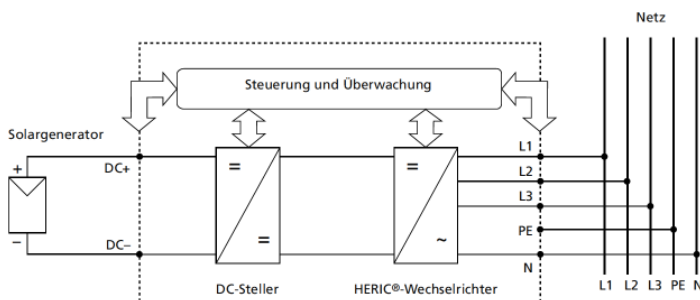 Netz
Steuerung und Überwachung
Solargenerator
+
DC+
−
DC−
=
=
=
~
L1
L2
L3
PE
N
DC-Steller
HERIC®-Wechselrichter
L1 L2 L3 PE N